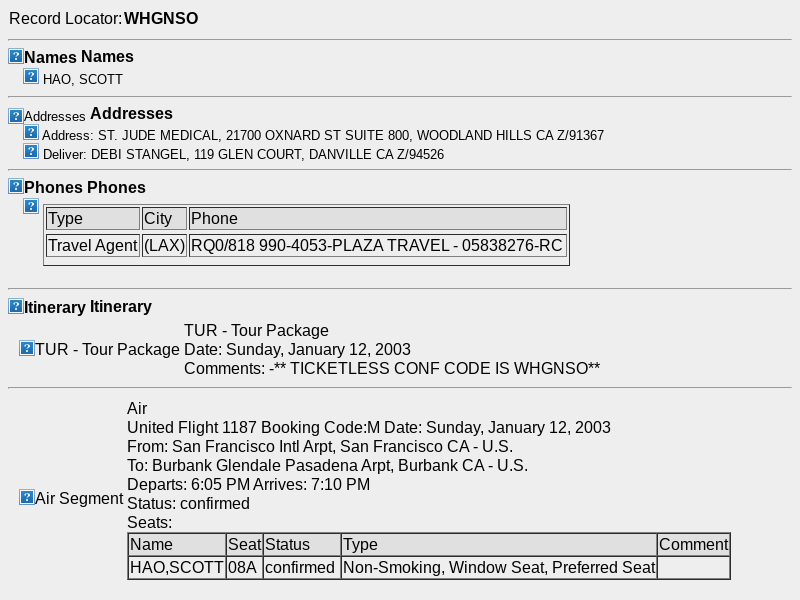 Record Locator: WHGNSO
Names Names
HAO, SCOTT
Addresses Addresses
Address: ST. JUDE MEDICAL, 21700 OXNARD ST SUITE 800, WOODLAND HILLS CA Z/91367
Deliver: DEBI STANGEL, 119 GLEN COURT, DANVILLE CA Z/94526
Phones Phones
Type City Phone
Travel Agent (LAX) RQ0/818 990-4053-PLAZA TRAVEL - 05838276-RC
Itinerary Itinerary
TUR - Tour Package
TUR - Tour Package Date: Sunday, January 12, 2003
Comments: -** TICKETLESS CONF CODE IS WHGNSO**
Air
United Flight 1187 Booking Code:M Date: Sunday, January 12, 2003
From: San Francisco Intl Arpt, San Francisco CA - U.S.
To: Burbank Glendale Pasadena Arpt, Burbank CA - U.S.
Departs: 6:05 PM Arrives: 7:10 PM
Air Segment
Status: confirmed
Seats:
Name Seat Status Type Comment
HAO,SCOTT 08A confirmed Non-Smoking, Window Seat, Preferred Seat